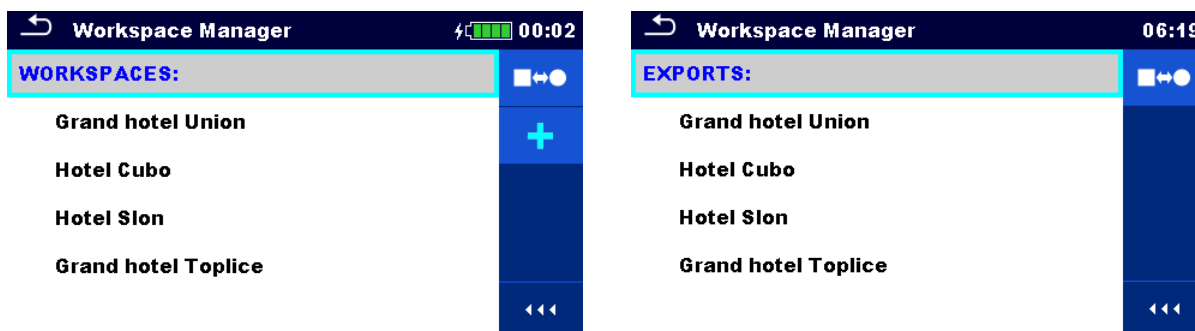 Workspace Manager 00:02
WORKSPACES:
Grand hotel Union
Hotel Cubo
Hotel Slon
Grand hotel Toplice
Workspace Manager 06:19
EXPORTS:
Grand hotel Union
Hotel Cubo
Hotel Slon
Grand hotel Toplice